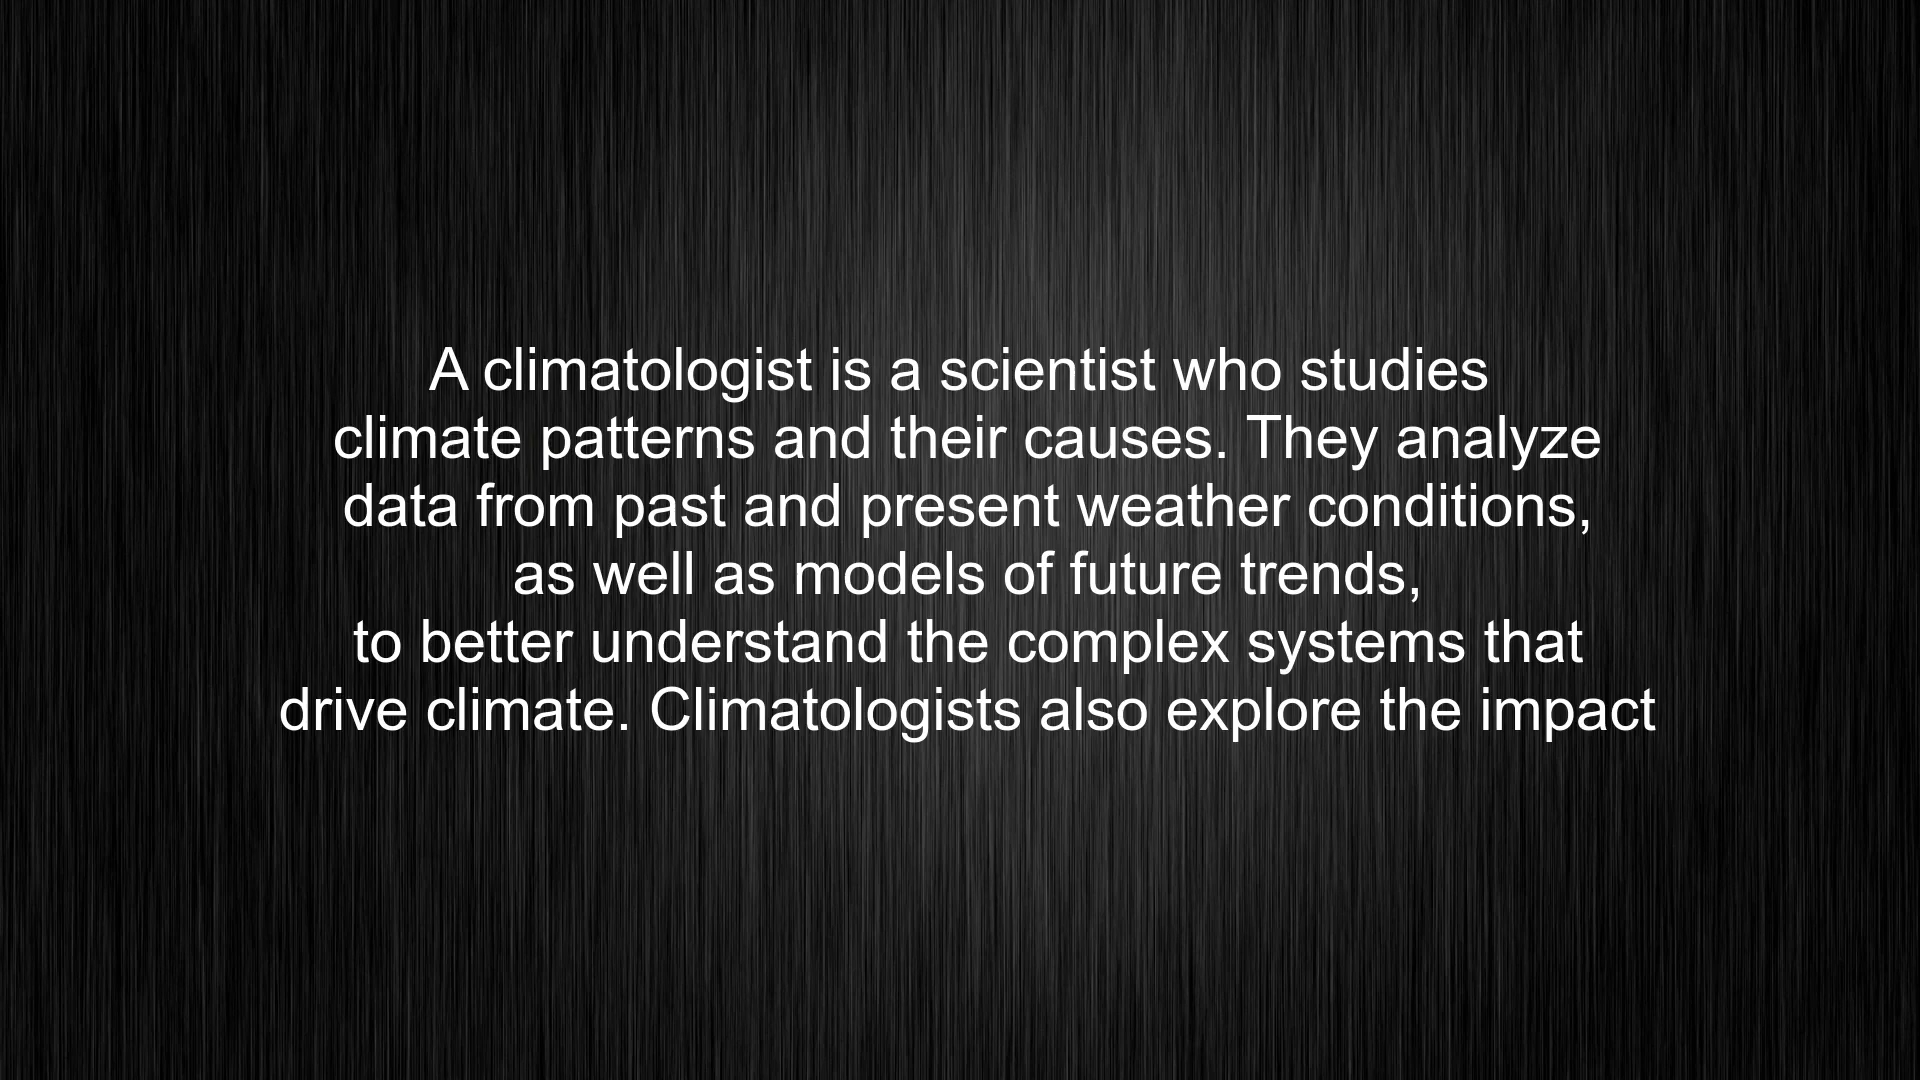 A climatologist is a scientist who studies
climate patterns and their causes. They analyze
data from past and present weather conditions,
as well as models of future trends,
to better understand the complex systems that
drive climate. Climatologists also explore the impact